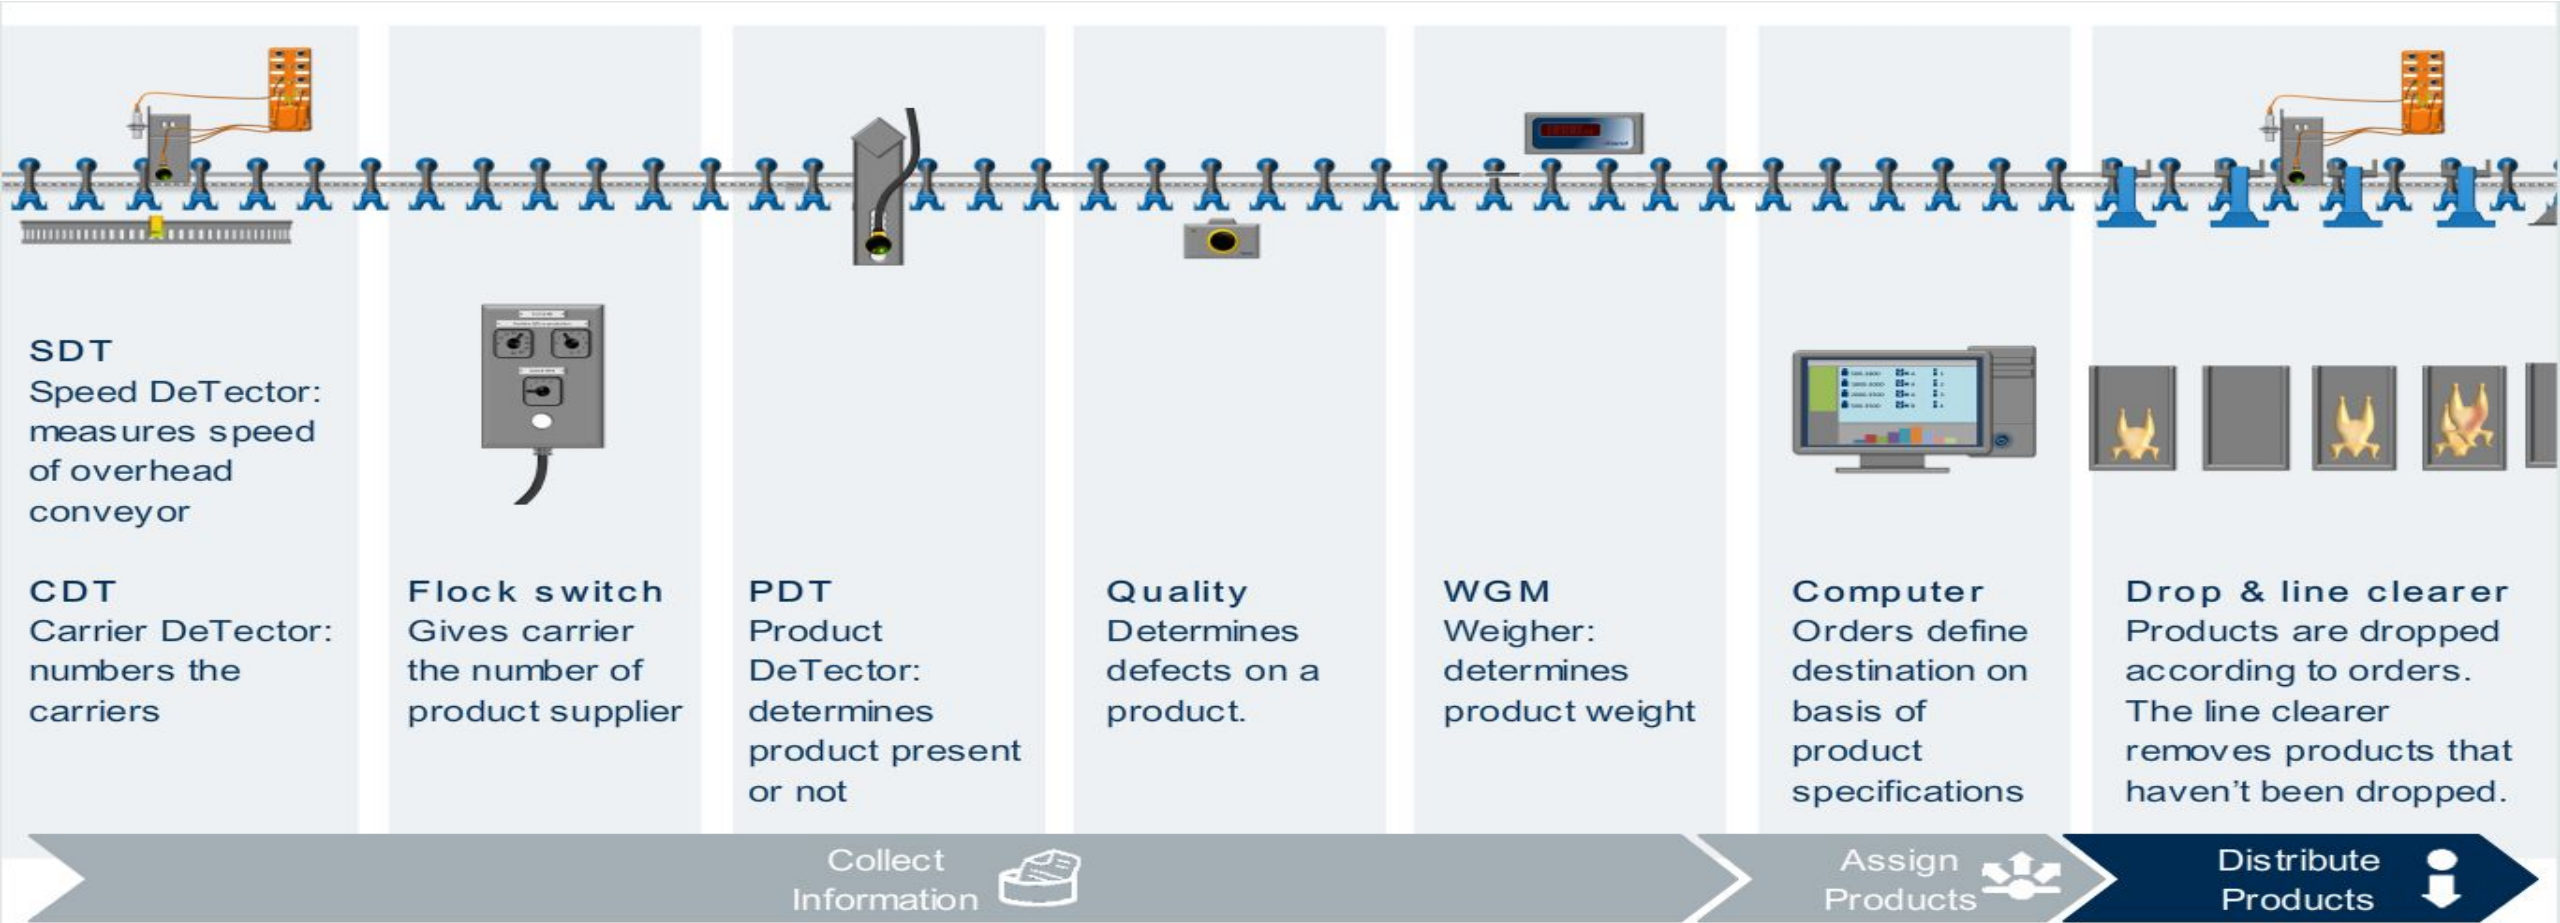 SDT
Speed DeTector:
measures speed
of overhead
conveyor
CDT
Carrier DeTector:
numbers the
carriers
Flock switch
Gives carrier
the number of
product supplier
PDT
Product
DeTector:
determines
product present
or not
Quality
Determines
defects on a
product.
WGM
Weigher:
determines
product weight
Computer
Orders define
destination on
basis of
product
specifications
Drop & line clearer
Products are dropped
according to orders.
The line clearer
removes products that
haven't been dropped.
Collect
Information
Assign
Products
Distribute
Products